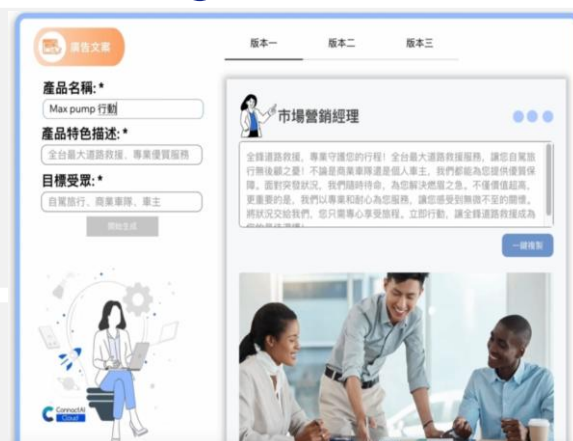 廣告文案
版本一
版本二
版本三
產品名稱: *
Max pump 行動
產品特色描述: *
全台最大道路救援、專業優質服務
目標受眾: *
自駕旅行、商業車隊、車主
開始生成
市場營銷經理
全鋒道路救援,專業守護您的行程!全台最大道路救援服務,讓您自駕旅
行無後顧之憂!不論是商業車隊還是個人車主,我們都能為您提供優質保
障。面對突發狀況,我們隨時待命,為您解決燃眉之急。不僅價值超高,
更重要的是,我們以專業和耐心為您服務,讓您感受到無微不至的關懷。
將狀況交給我們,您只需專心享受旅程。立即行動,讓全鋒道路救援成為
一鍵複製
ConnectAI
Cloud